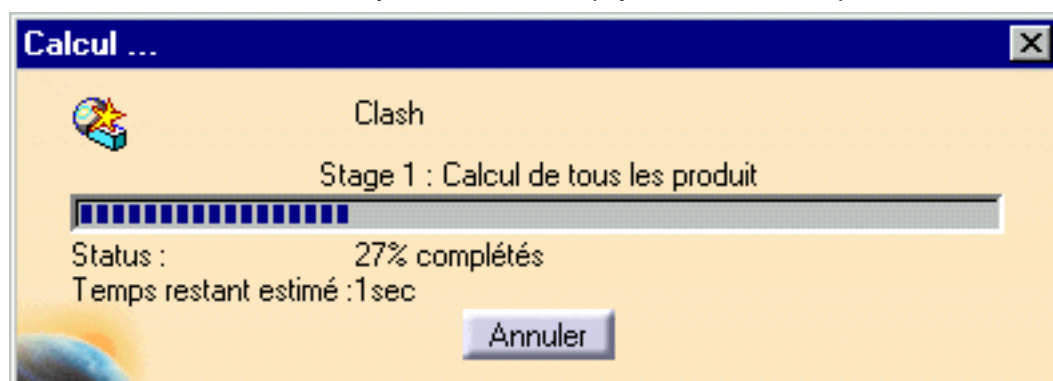 Calcul ...
Clash
Stage 1 : Calcul de tous les produit
Status : 27% complétés
Temps restant estimé :1sec
Annuler